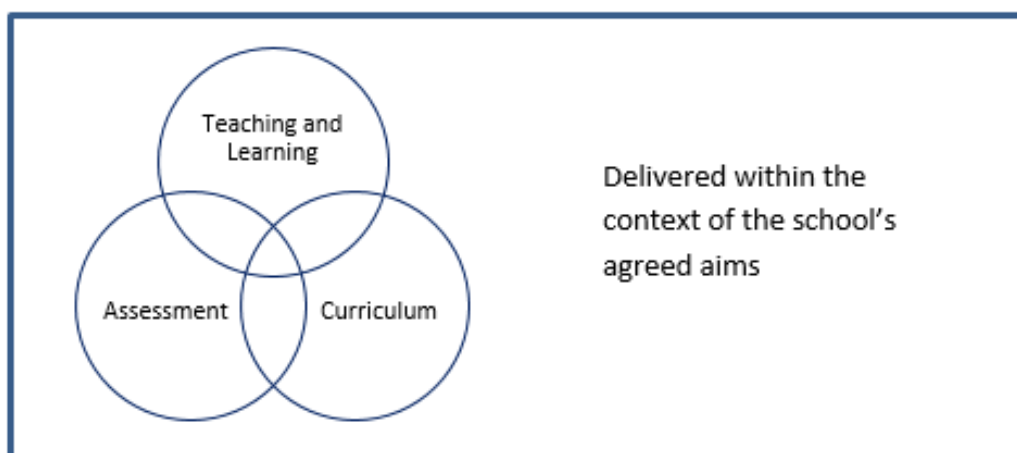 Teaching and
Learning
Assessment
Curriculum
Delivered within the
context of the school’s
agreed aims